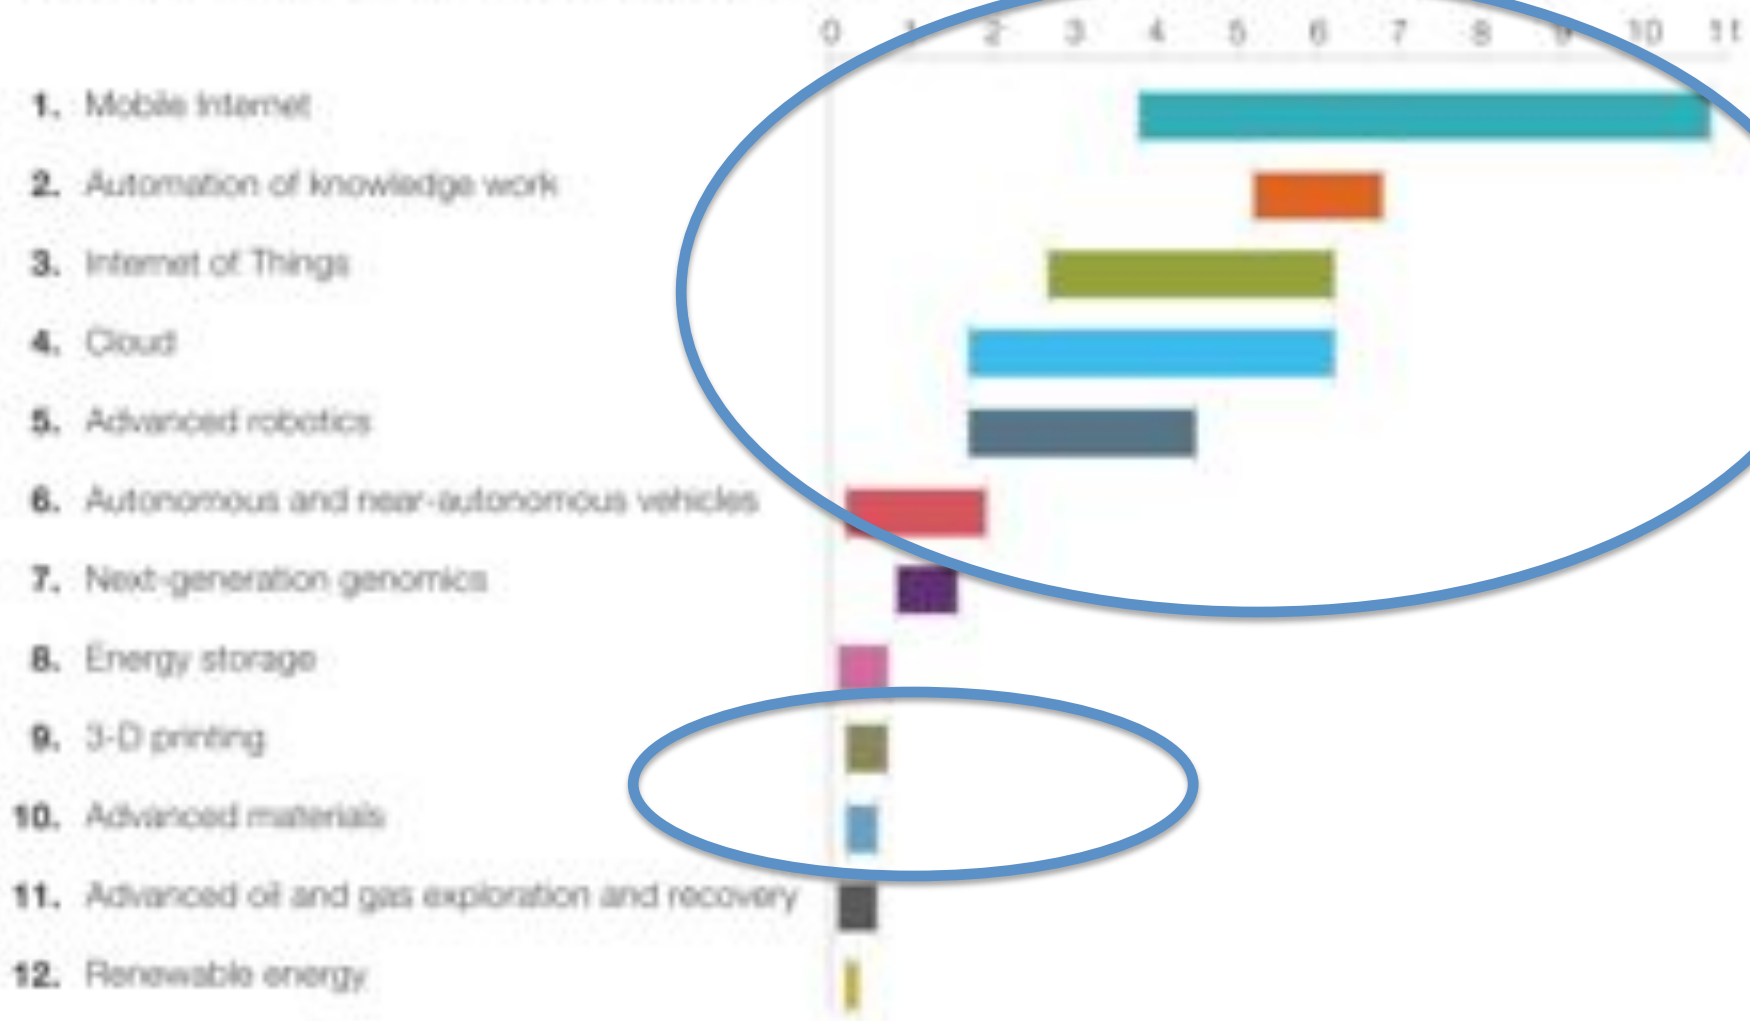 0 1 2 3 4 5 6 7 8 9 10 11
1. Mobile Internet
2. Automation of knowledge work
3. Internet of Things
4. Cloud
5. Advanced robotics
6. Autonomous and near-autonomous vehicles
7. Next-generation genomics
8. Energy storage
9. 3-D printing
10. Advanced materials
11. Advanced oil and gas exploration and recovery
12. Renewable energy